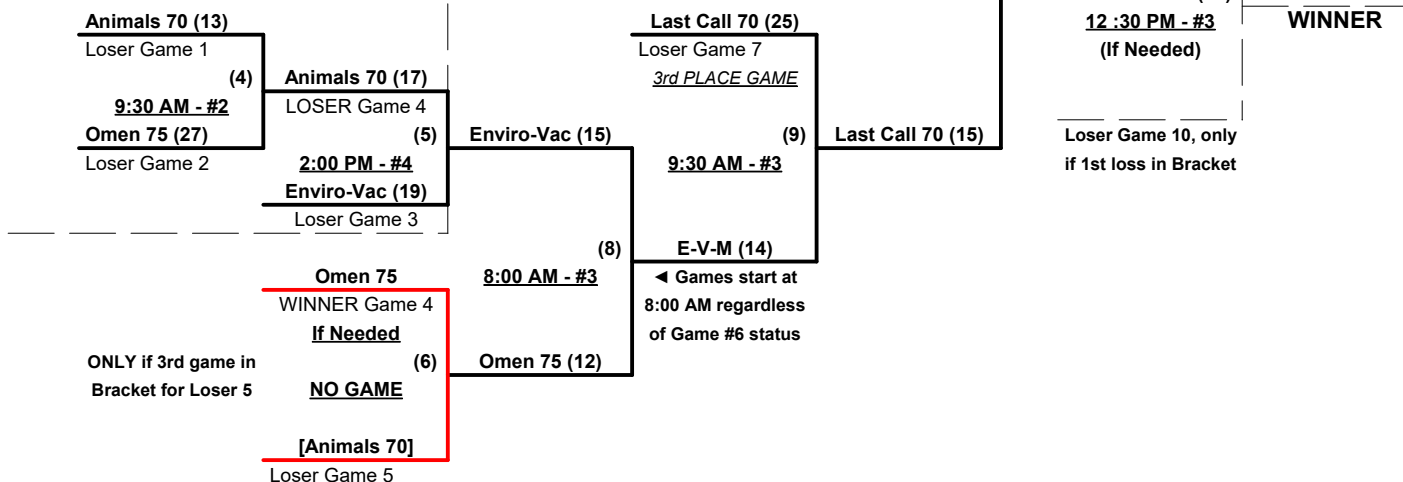 Animals 70 (13)
Loser Game 1
(4)
9:30 AM - #2
Omen 75 (27)
Loser Game 2
Animals 70 (17)
LOSER Game 4
(5)
2:00 PM - #4
Enviro-Vac (19)
Loser Game 3
Omen 75
WINNER Game 4
If Needed
(6)
NO GAME
ONLY if 3rd game in
Bracket for Loser 5
[Animals 70]
Loser Game 5
Enviro-Vac (15)
(8)
8:00 AM - #3
Omen 75 (12)
Last Call 70 (25)
Loser Game 7
3rd PLACE GAME
(9)
9:30 AM - #3
E-V-M (14)
◄ Games start at
8:00 AM regardless
of Game #6 status
Last Call 70 (15)
12 :30 PM - #3
(If Needed)
Loser Game 10, only
if 1st loss in Bracket
WINNER